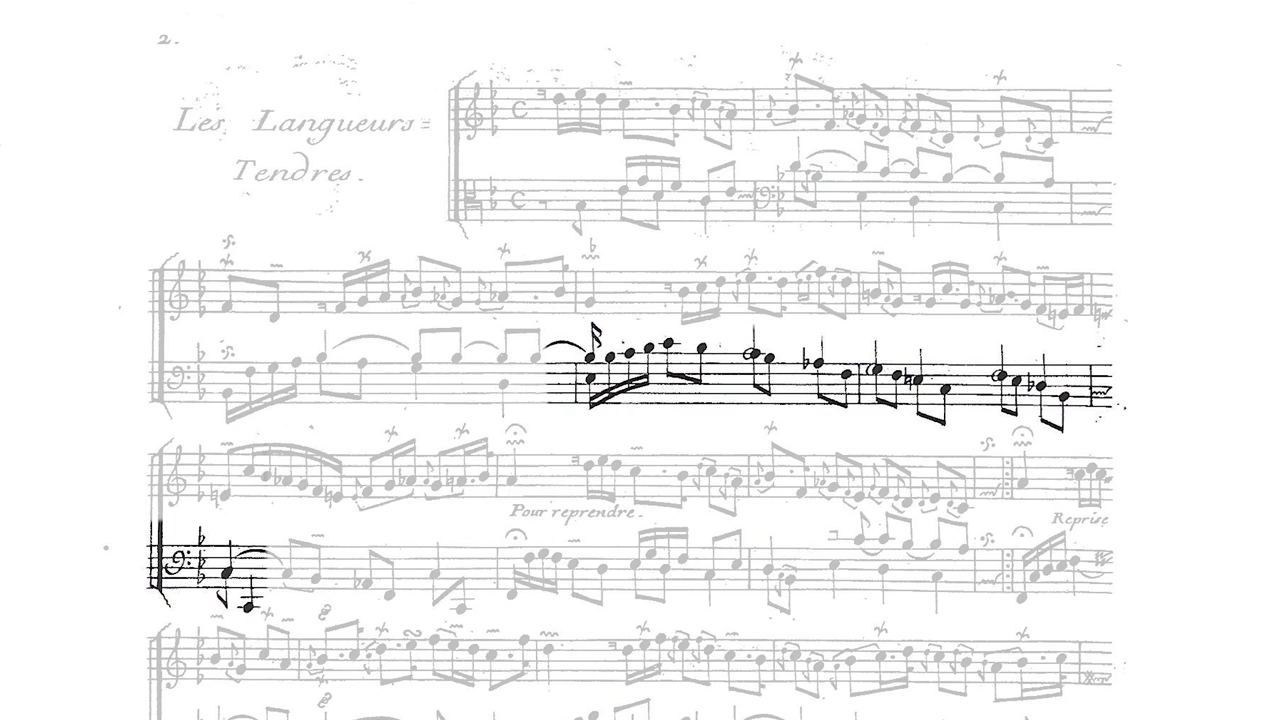 2.
Les Langueurs=
Tendres.
Pour reprendre.
Reprise